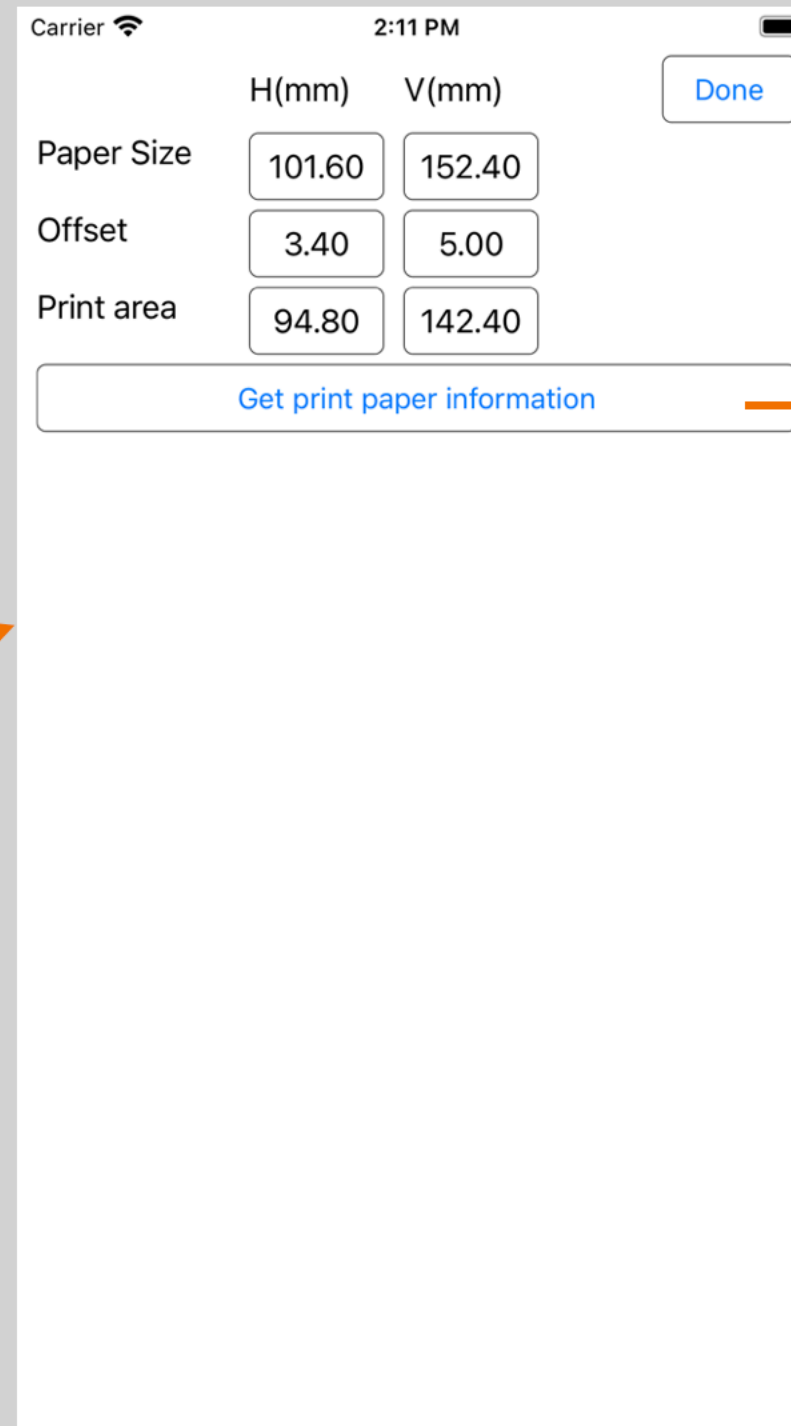 Carrier 2:11 PM
H(mm) V(mm) Done
Paper Size 101.60 152.40
Offset 3.40 5.00
Print area 94.80 142.40
Get print paper information